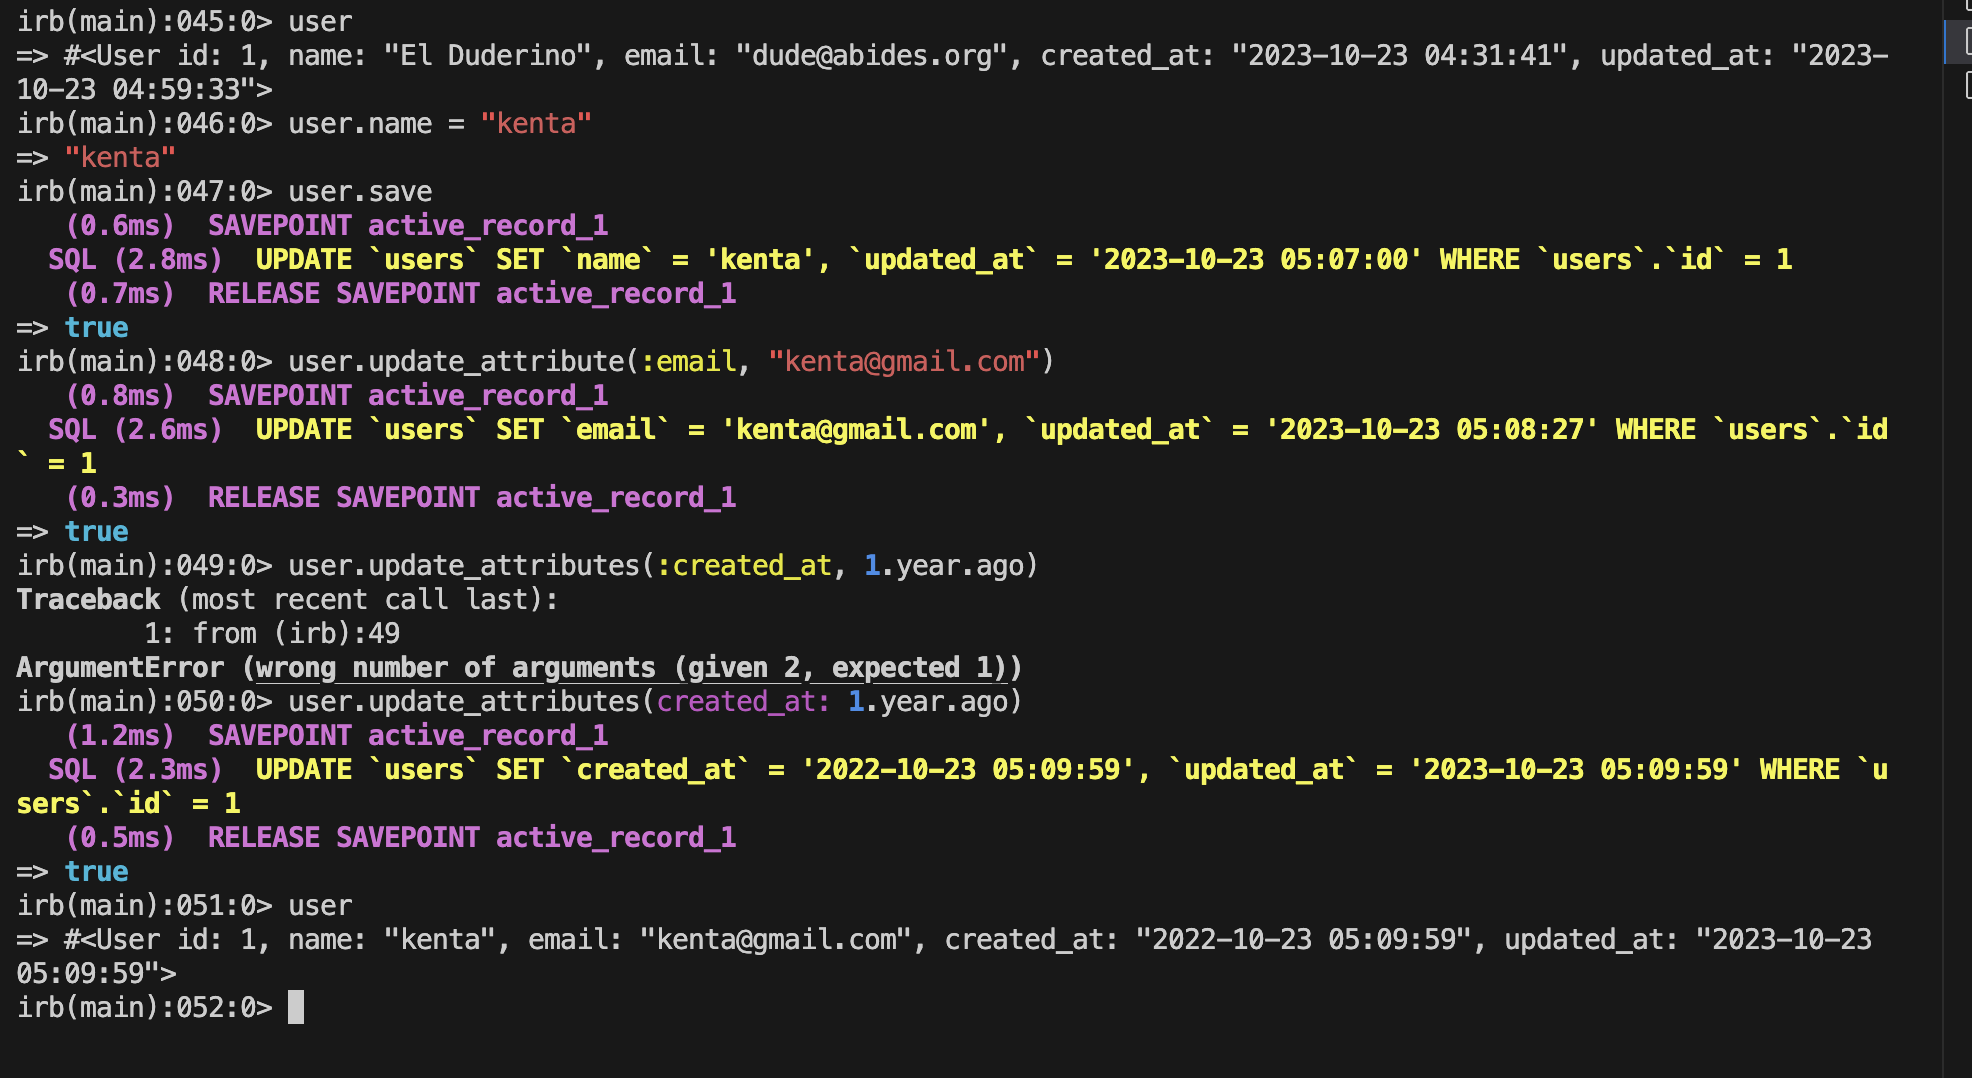 irb(main):045:0> user
=> #<User id: 1, name: "El Duderino", email: "dude@abides.org", created_at: "2023-10-23 04:31:41", updated_at: "2023-
10-23 04:59:33">
irb(main):046:0> user.name = "kenta"
=> "kenta"
irb(main):047:0> user.save
   (0.6ms)  SAVEPOINT active_record_1
  SQL (2.8ms)  UPDATE `users` SET `name` = 'kenta', `updated_at` = '2023-10-23 05:07:00' WHERE `users`.`id` = 1
   (0.7ms)  RELEASE SAVEPOINT active_record_1
=> true
irb(main):048:0> user.update_attribute(:email, "kenta@gmail.com")
   (0.8ms)  SAVEPOINT active_record_1
  SQL (2.6ms)  UPDATE `users` SET `email` = 'kenta@gmail.com', `updated_at` = '2023-10-23 05:08:27' WHERE `users`.`id
` = 1
   (0.3ms)  RELEASE SAVEPOINT active_record_1
=> true
irb(main):049:0> user.update_attributes(:created_at, 1.year.ago)
Traceback (most recent call last):
        1: from (irb):49
ArgumentError (wrong number of arguments (given 2, expected 1))
irb(main):050:0> user.update_attributes(created_at: 1.year.ago)
   (1.2ms)  SAVEPOINT active_record_1
  SQL (2.3ms)  UPDATE `users` SET `created_at` = '2022-10-23 05:09:59', `updated_at` = '2023-10-23 05:09:59' WHERE `u
sers`.`id` = 1
   (0.5ms)  RELEASE SAVEPOINT active_record_1
=> true
irb(main):051:0> user
=> #<User id: 1, name: "kenta", email: "kenta@gmail.com", created_at: "2022-10-23 05:09:59", updated_at: "2023-10-23
05:09:59">
irb(main):052:0>